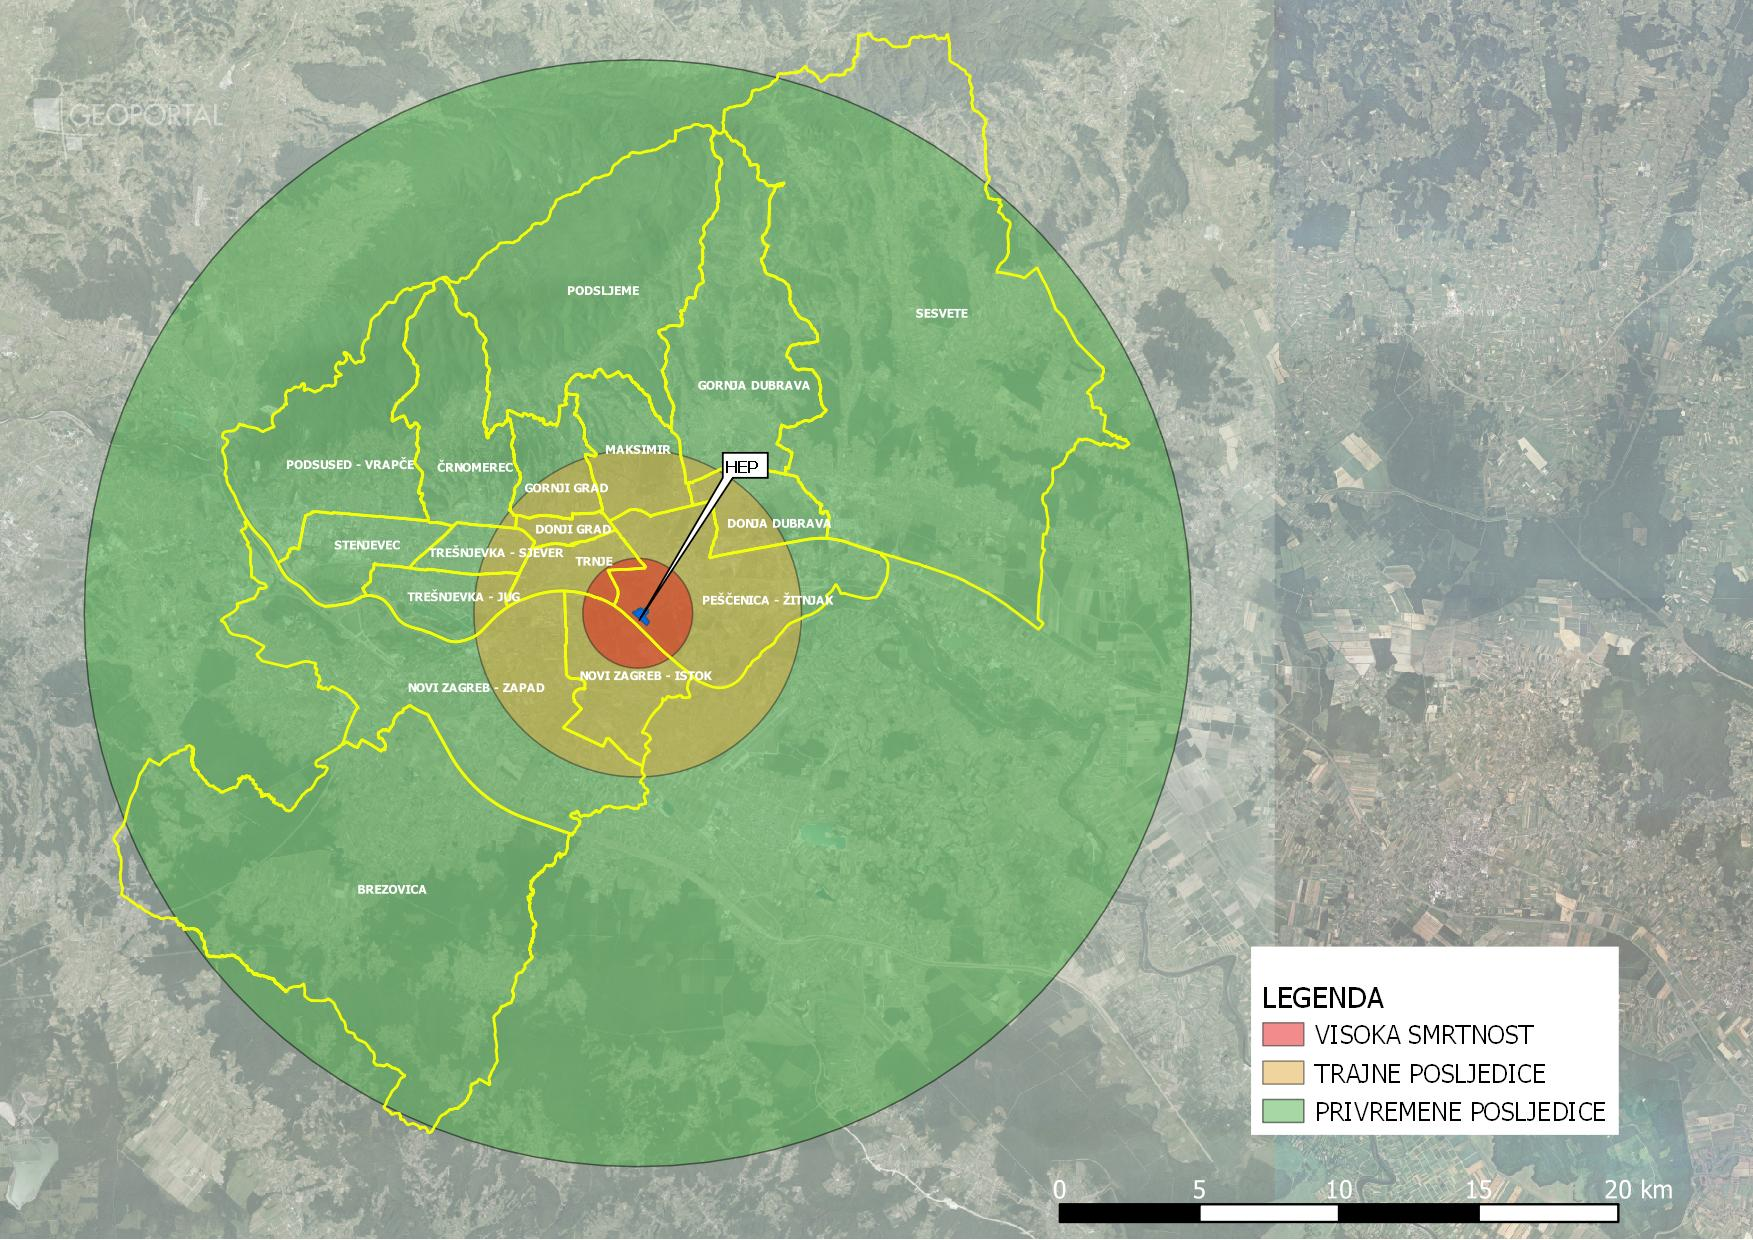 GEOPORTAL
PODSLJEME
SESVETE
GORNJA DUBRAVA
MAKSIMIR
PODSUSED - VRAPČE
ČRNOMEREC
HEP
GORNJI GRAD
DONJI GRAD
DONJA DUBRAVA
STENJEVEC
TREŠNJEVKA - SJEVER
TRNJE
TREŠNJEVKA - JUG
PEŠČENICA - ŽITNJAK
NOVI ZAGREB - ISTOK
NOVI ZAGREB - ZAPAD
BREZOVICA
LEGENDA
VISOKA SMRTNOST
TRAJNE POSLJEDICE
PRIVREMENE POSLJEDICE
0 5 10 15 20 km